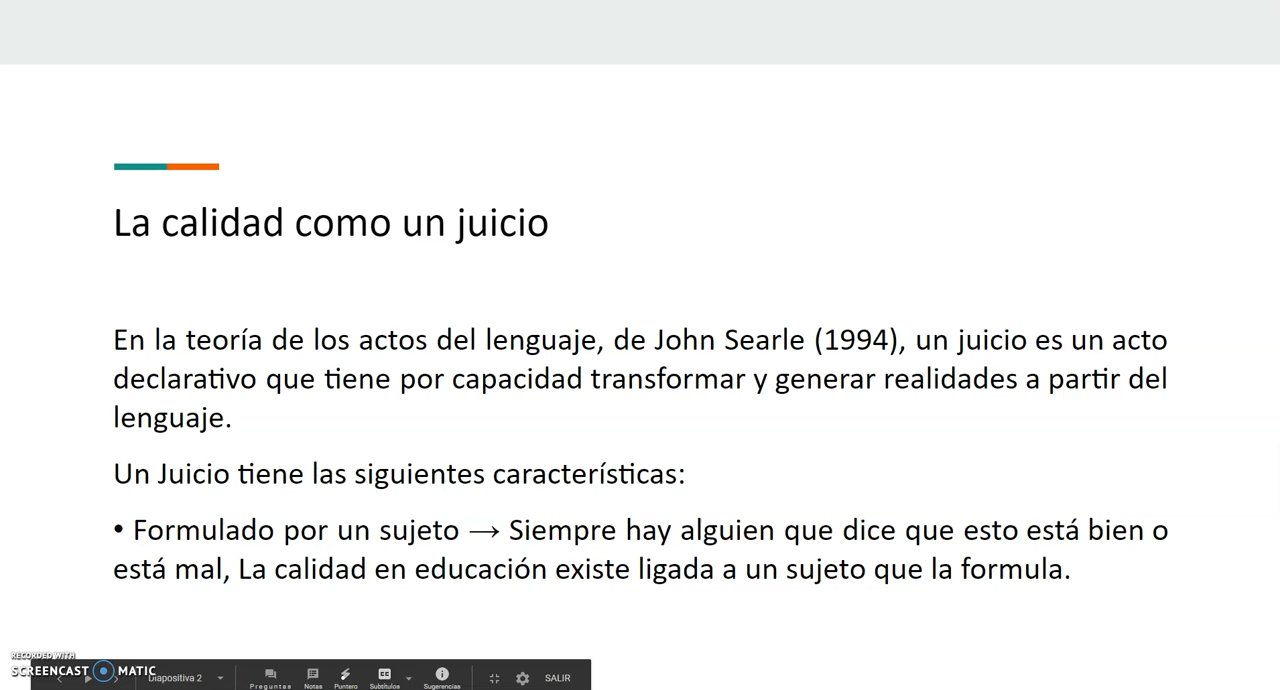 La calidad como un juicio
En la teoría de los actos del lenguaje, de John Searle (1994), un juicio es un acto
declarativo que tiene por capacidad transformar y generar realidades a partir del
lenguaje.
Un Juicio tiene las siguientes características:
• Formulado por un sujeto → Siempre hay alguien que dice que esto está bien o
está mal, La calidad en educación existe ligada a un sujeto que la formula.
RECORDED WITH
SCREENCAST MATIC
Diapositiva 2
Preguntas Notas Puntero Subtítulos Sugerencias SALIR